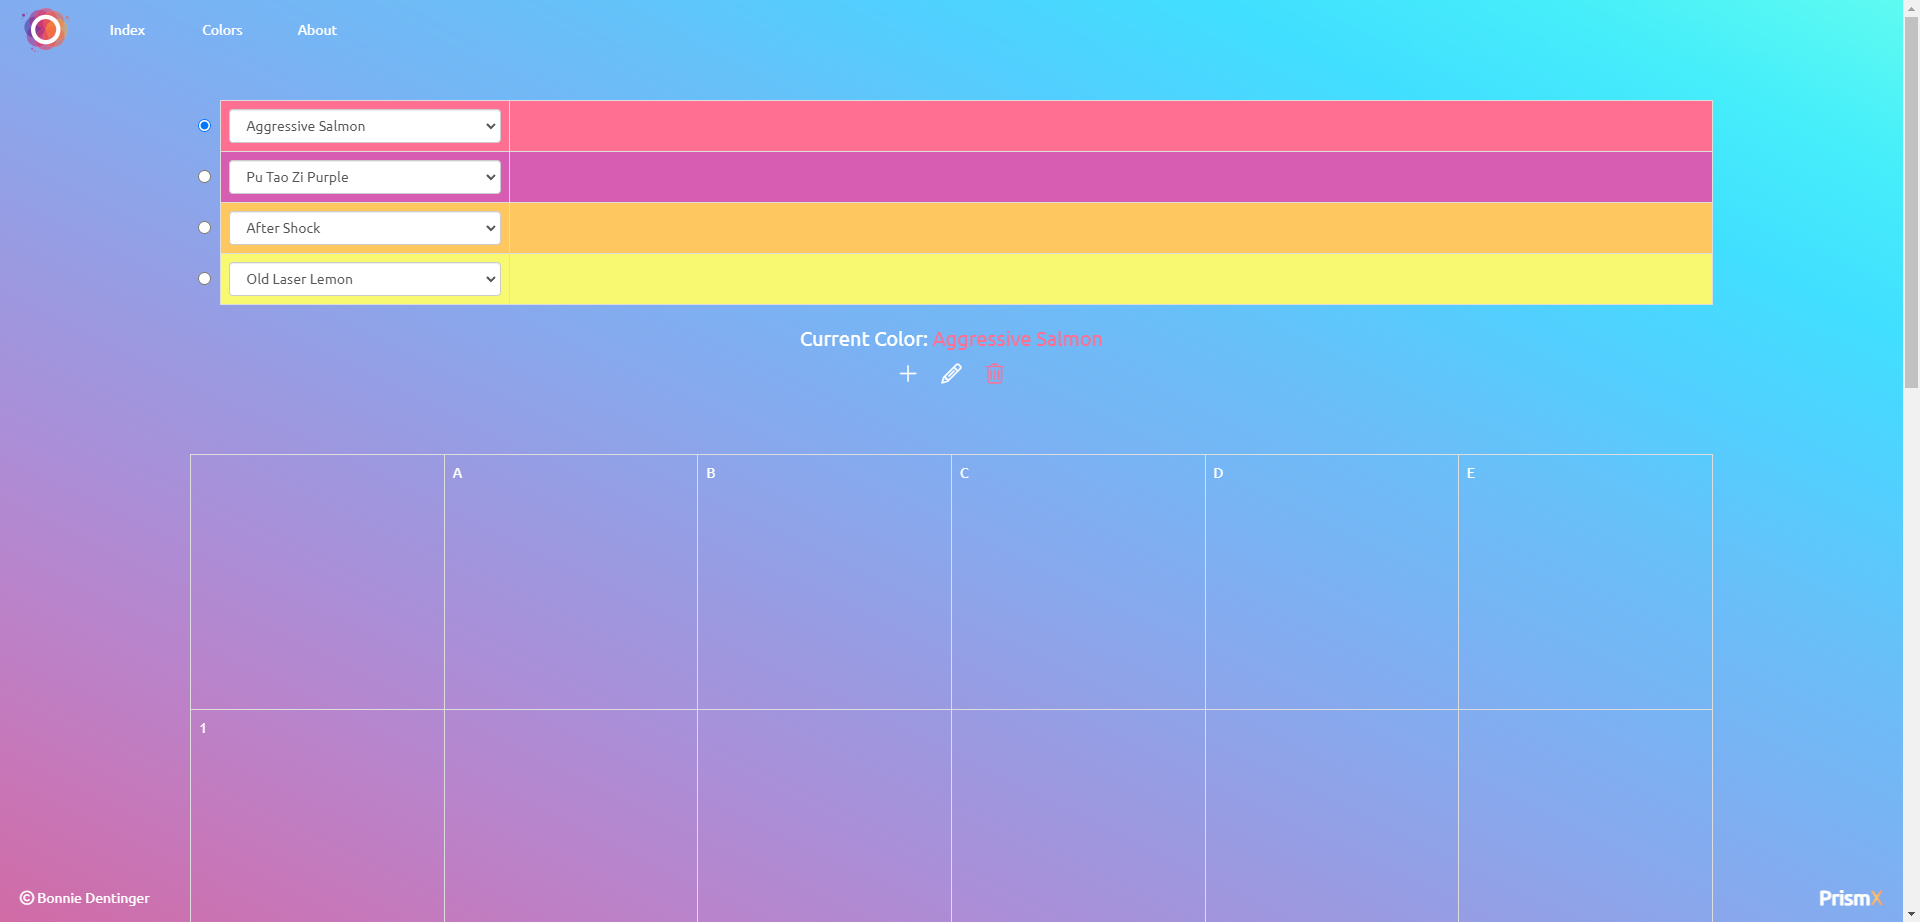 Index Colors About
Aggressive Salmon
Pu Tao Zi Purple
After Shock
Old Laser Lemon
Current Color: Aggressive Salmon
A B C D E
1
© Bonnie Dentinger
PrismX